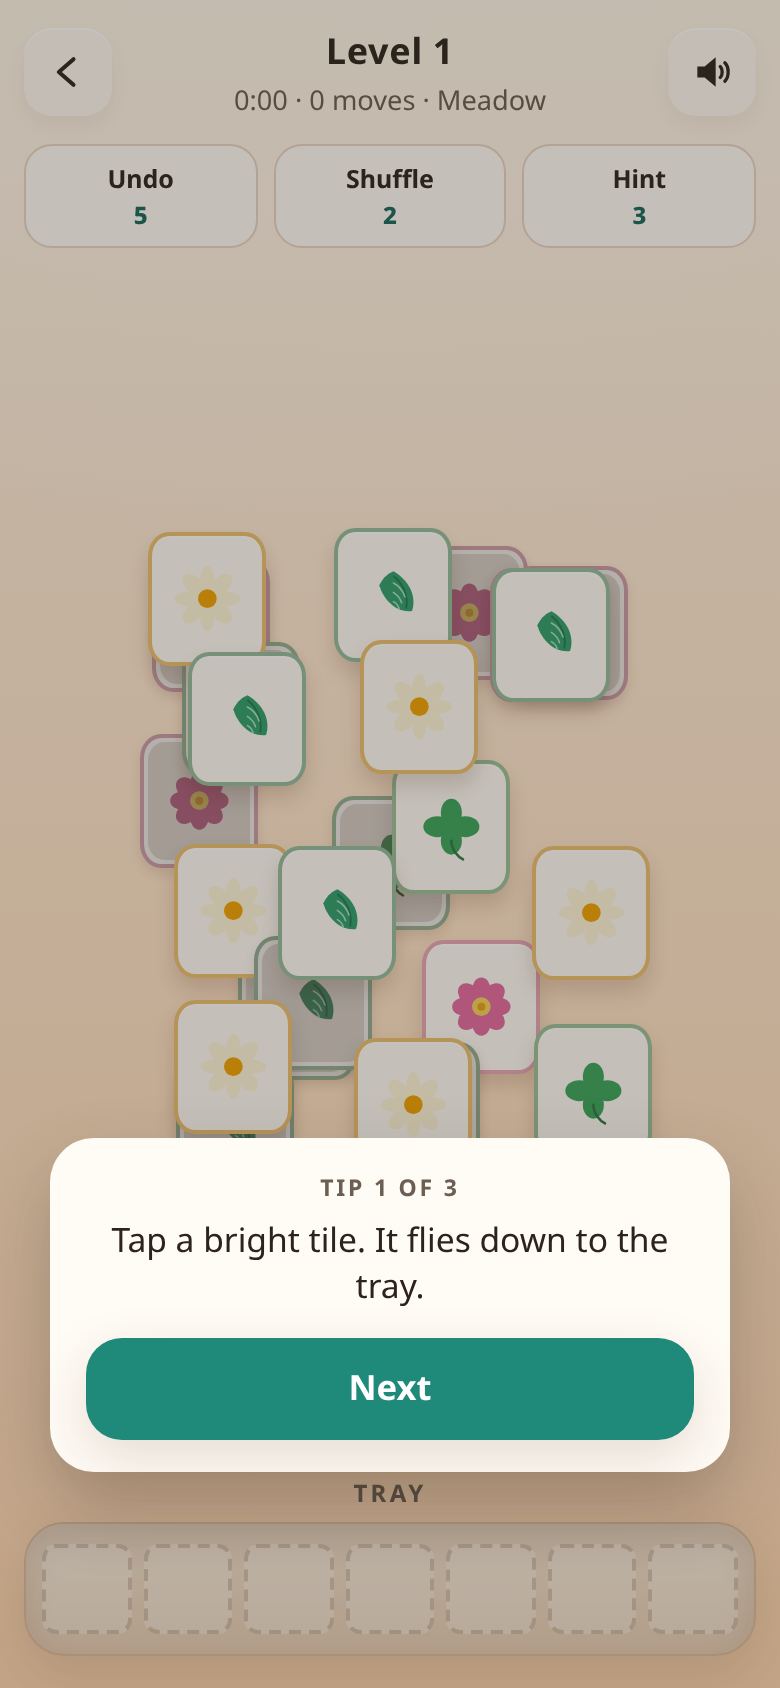 Level 1
0:00 · 0 moves · Meadow
Undo
5
Shuffle
2
Hint
3
TIP 1 OF 3
Tap a bright tile. It flies down to the
tray.
Next
TRAY